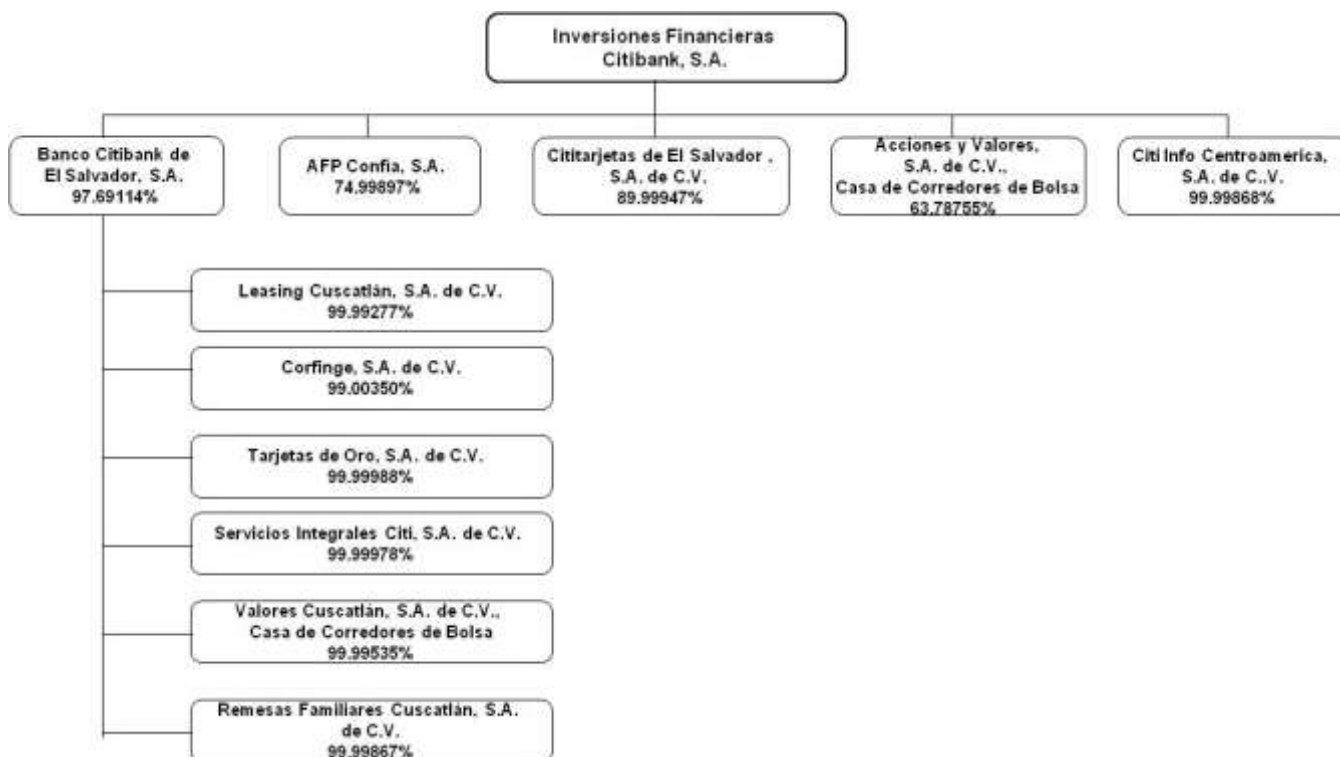 Inversiones Financieras
Citibank, S.A.
Banco Citibank de
El Salvador, S.A.
97.69114%
AFP Confia, S.A.
74.99897%
Cititarjetas de El Salvador ,
S.A. de C.V.
89.99947%
Acciones y Valores,
S.A. de C.V.,
Casa de Corredores de Bolsa
63.78755%
Citi Info Centroamerica,
S.A. de C..V.
99.99868%
Leasing Cuscatlán, S.A. de C.V.
99.99277%
Corfinge, S.A. de C.V.
99.00350%
Tarjetas de Oro, S.A. de C.V.
99.99988%
Servicios Integrales Citi, S.A. de C.V.
99.99978%
Valores Cuscatlán, S.A. de C.V.,
Casa de Corredores de Bolsa
99.99535%
Remesas Familiares Cuscatlán, S.A.
de C.V.
99.99867%